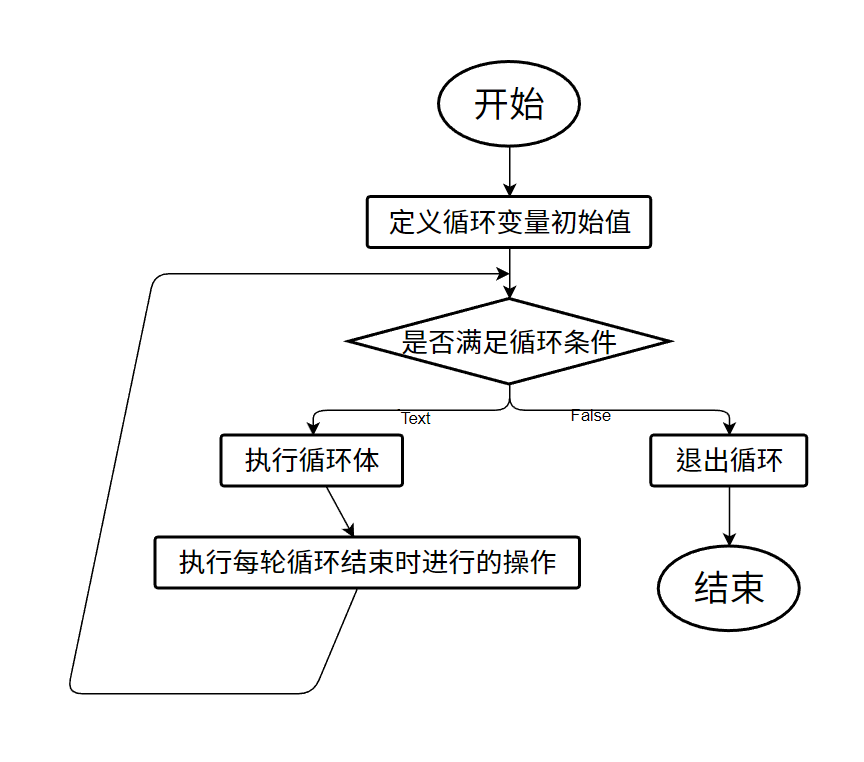 开始
定义循环变量初始值
是否满足循环条件
Text
False
执行循环体
退出循环
执行每轮循环结束时进行的操作
结束